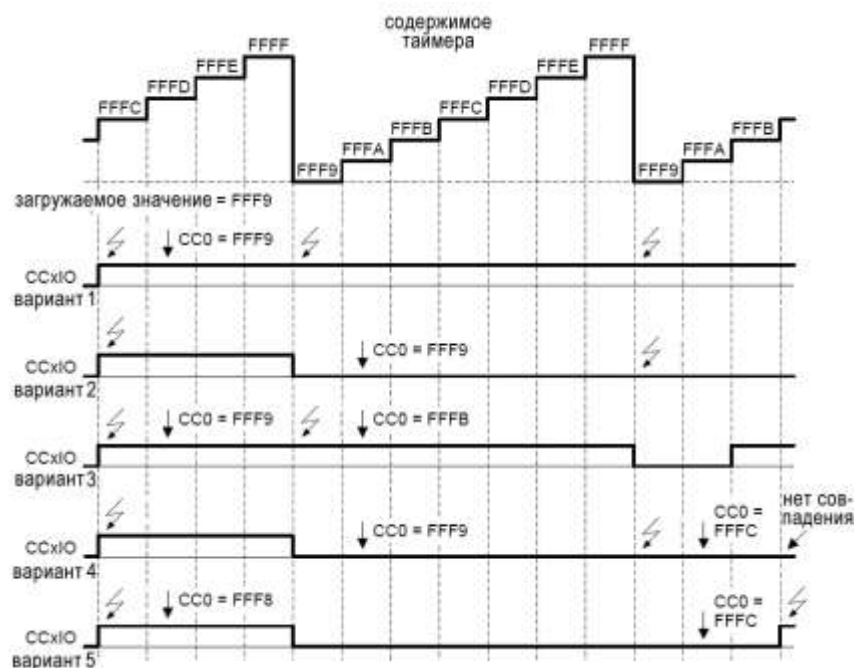 содержимое
таймера
FFFC FFFD FFFE FFFF FFF9 FFFA FFFB FFFC FFFD FFFE FFFF FFF9 FFFA FFFB
загружаемое значение = FFF9
CC0 = FFF9
CCxIO
вариант 1
CC0 = FFF9
CCxIO
вариант 2
CC0 = FFF9 CC0 = FFFB
CCxIO
вариант 3
нет сов-
падения
CC0 = FFF9
CC0 =
FFFC
CCxIO
вариант 4
CC0 = FFF8
CC0 =
FFFC
CCxIO
вариант 5